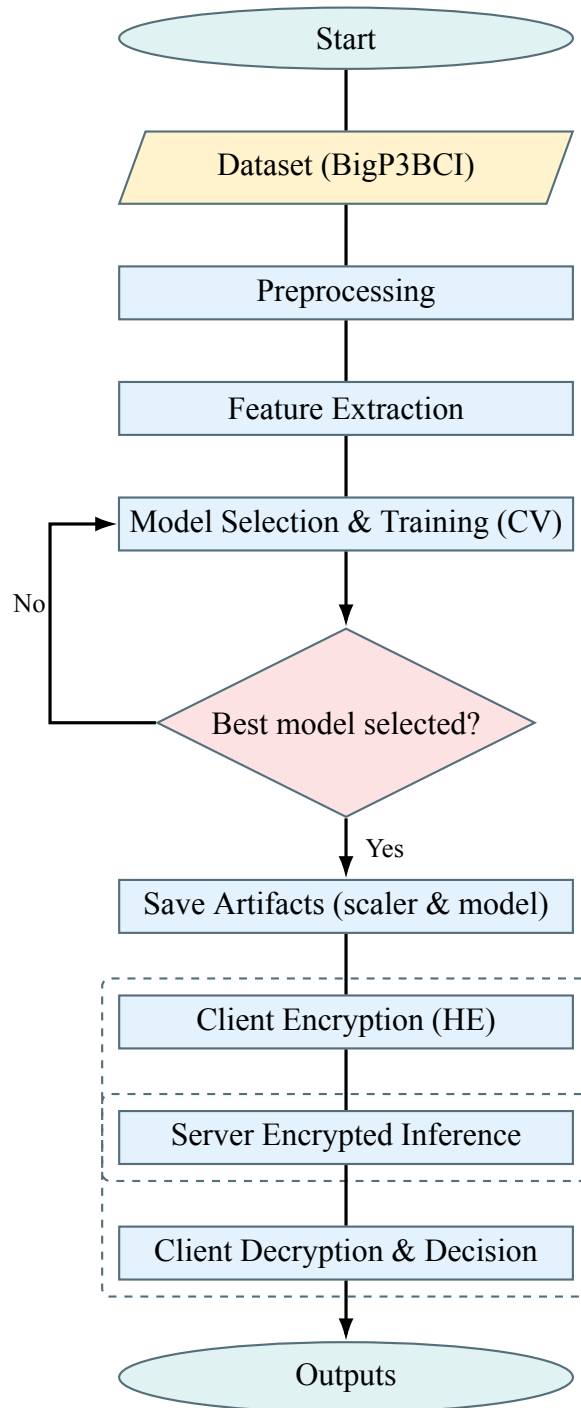 Start
Dataset (BigP3BCI)
Preprocessing
Feature Extraction
Model Selection & Training (CV)
No
Best model selected?
Yes
Save Artifacts (scaler & model)
Client Encryption (HE)
Server Encrypted Inference
Client Decryption & Decision
Outputs